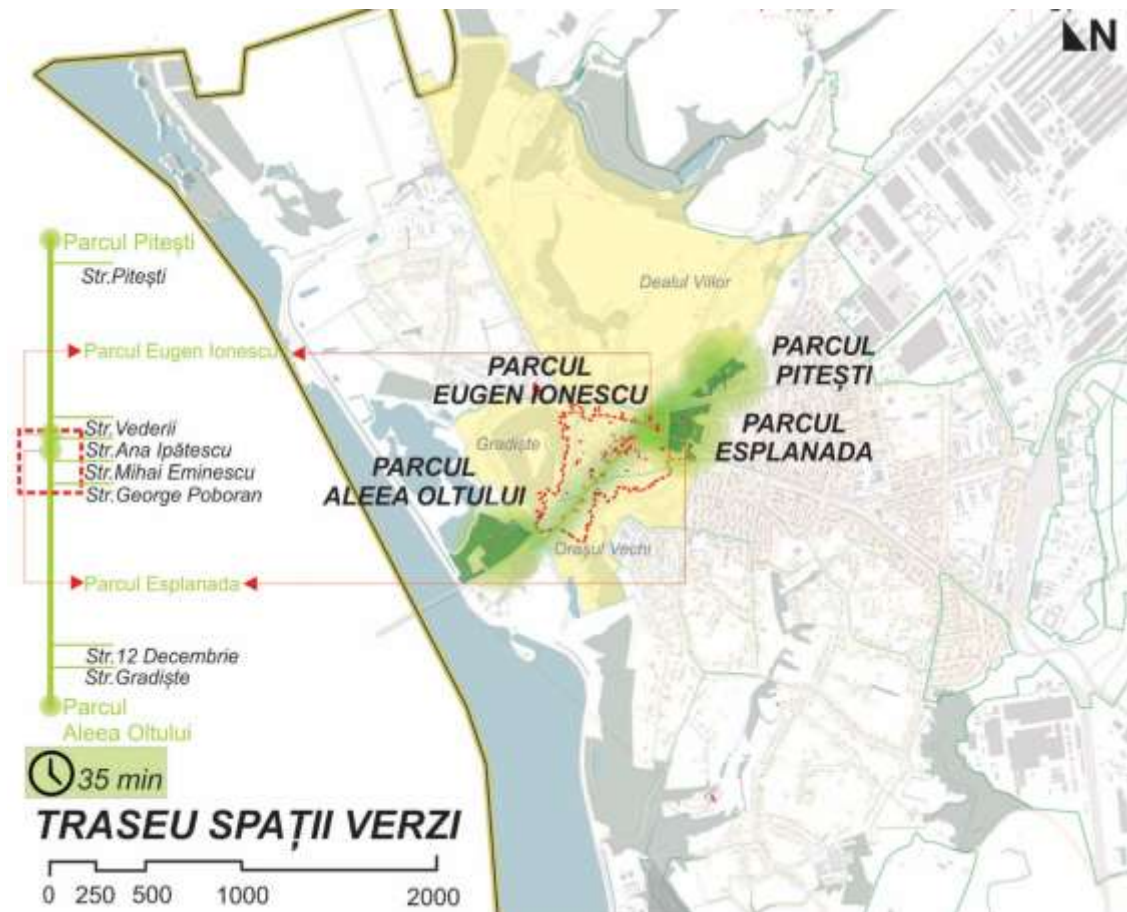 N
Parcul Pitești
Str.Pitești
Parcul Eugen Ionescu
Str.Vederii
Str.Ana Ipătescu
Str.Mihai Eminescu
Str.George Poboran
Parcul Esplanada
Str.12 Decembrie
Str.Gradiște
Parcul
Aleea Oltului
35 min
TRASEU SPAȚII VERZI
0 250 500 1000 2000
Dealul Viilor
PARCUL
EUGEN IONESCU
PARCUL
PITEȘTI
PARCUL
ESPLANADA
Gradiște
PARCUL
ALEEA OLTULUI
Orașul Vechi